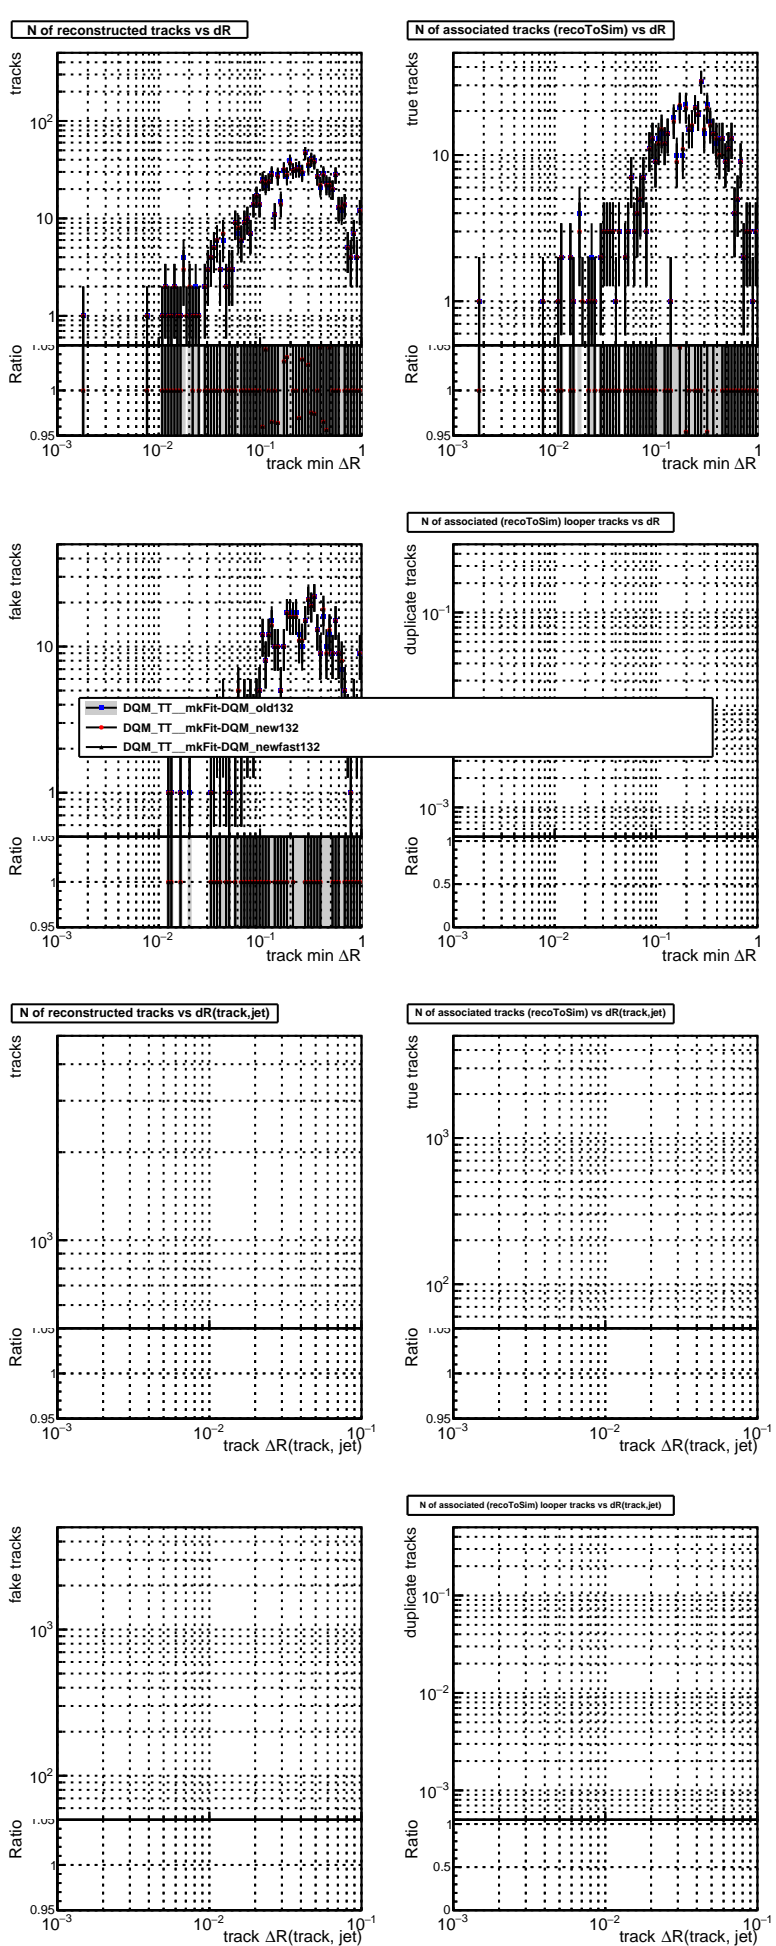 N of reconstructed tracks vs dR
tracks
10²
10
1
Ratio
1.05
1
0.95
10⁻³ 10⁻² 10⁻¹ 1
track min ΔR
N of associated tracks (recoToSim) vs dR
true tracks
10
1
Ratio
1.05
1
0.95
10⁻³ 10⁻² 10⁻¹ 1
track min ΔR
fake tracks
10
1
Ratio
1.05
1
0.95
10⁻³ 10⁻² 10⁻¹ 1
track min ΔR
N of associated (recoToSim) looper tracks vs dR
duplicate tracks
10⁻¹
10⁻³
Ratio
1
0.5
0
10⁻³ 10⁻² 10⁻¹ 1
track min ΔR
DQM_TT__mkFit-DQM_old132
DQM_TT__mkFit-DQM_new132
DQM_TT__mkFit-DQM_newfast132
N of reconstructed tracks vs dR(track,jet)
tracks
10³
Ratio
1.05
1
0.95
10⁻³ 10⁻² 10⁻¹
track ΔR(track, jet)
N of associated tracks (recoToSim) vs dR(track,jet)
true tracks
10³
10²
Ratio
1.05
1
0.95
10⁻³ 10⁻² 10⁻¹
track ΔR(track, jet)
fake tracks
10³
10²
Ratio
1.05
1
0.95
10⁻³ 10⁻² 10⁻¹
track ΔR(track, jet)
N of associated (recoToSim) looper tracks vs dR(track,jet)
duplicate tracks
10⁻¹
10⁻²
10⁻³
Ratio
1
0.5
0
10⁻³ 10⁻² 10⁻¹
track ΔR(track, jet)